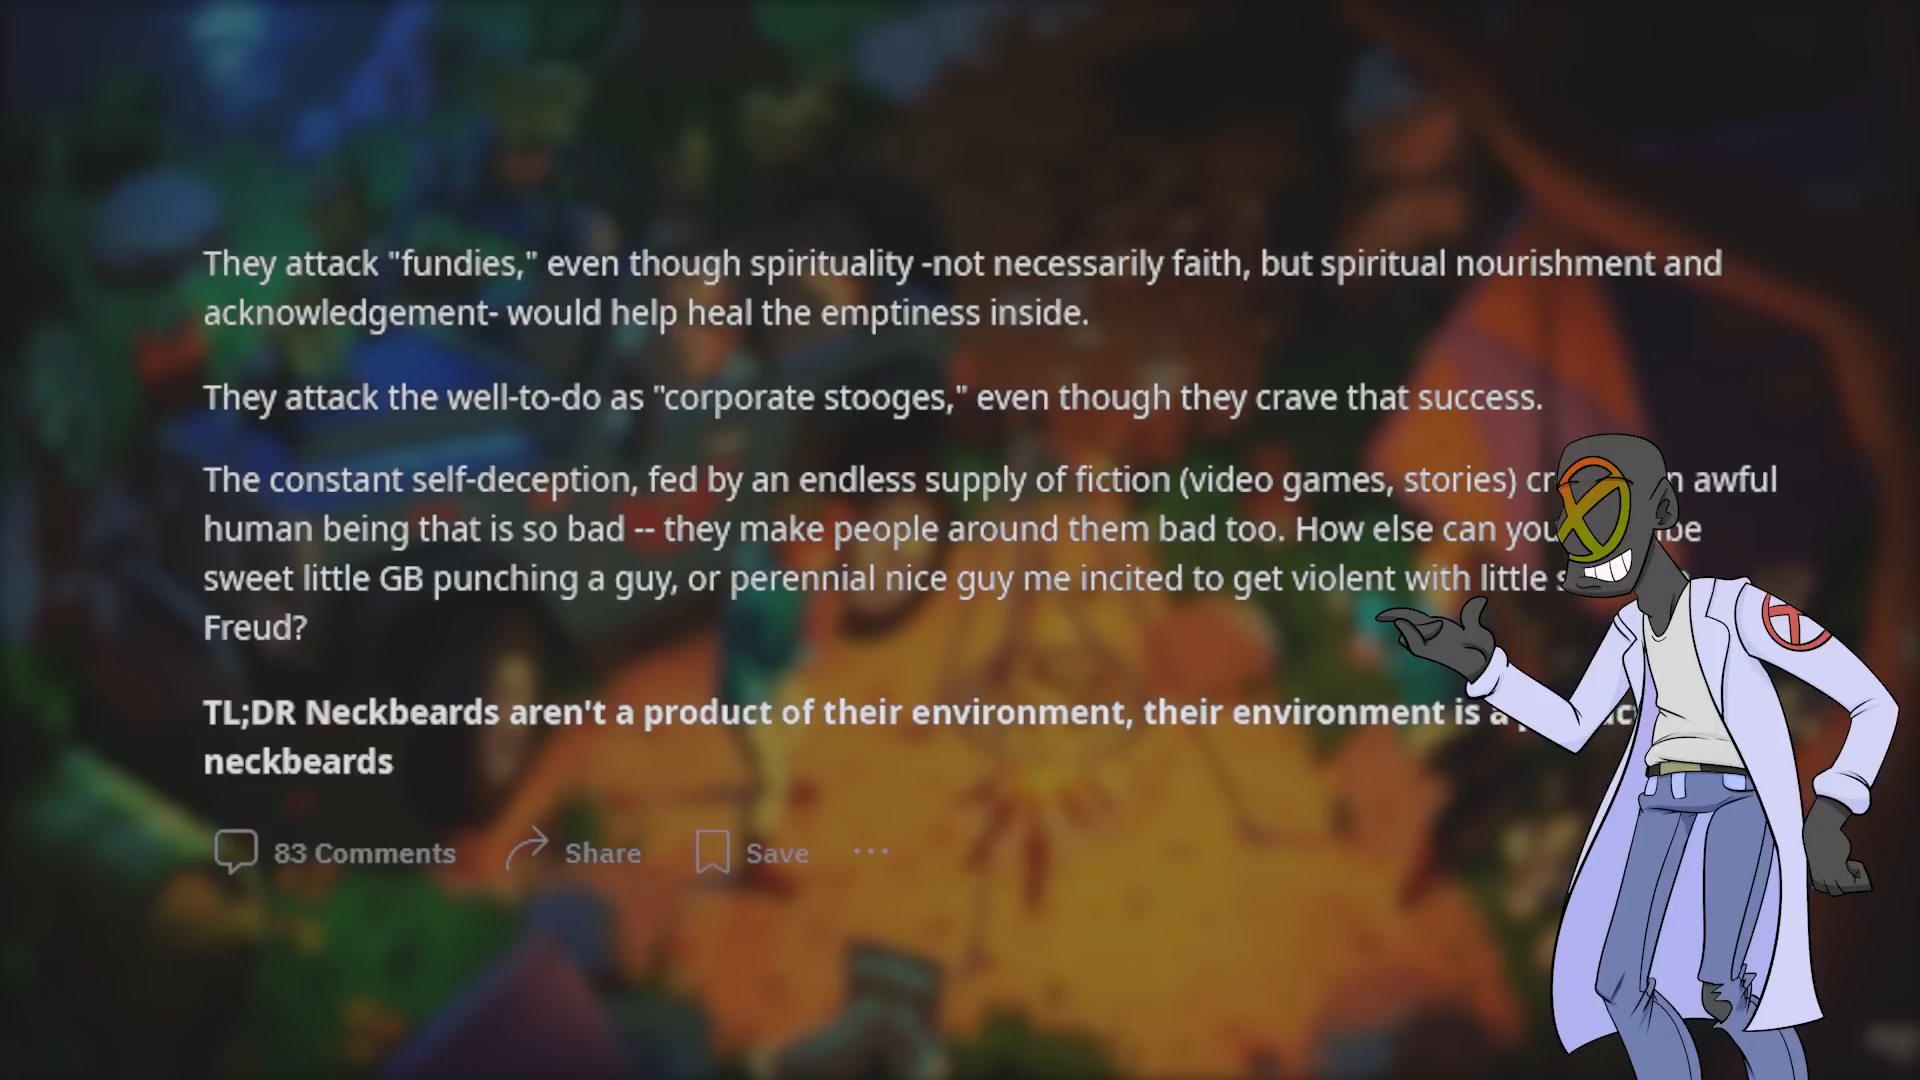 They attack "fundies," even though spirituality -not necessarily faith, but spiritual nourishment and
acknowledgement- would help heal the emptiness inside.
They attack the well-to-do as "corporate stooges," even though they crave that success.
The constant self-deception, fed by an endless supply of fiction (video games, stories) awful
human being that is so bad -- they make people around them bad too. How else can you
sweet little GB punching a guy, or perennial nice guy me incited to get violent with little
Freud?
TL;DR Neckbeards aren't a product of their environment, their environment is a
neckbeards
83 Comments Share Save ...